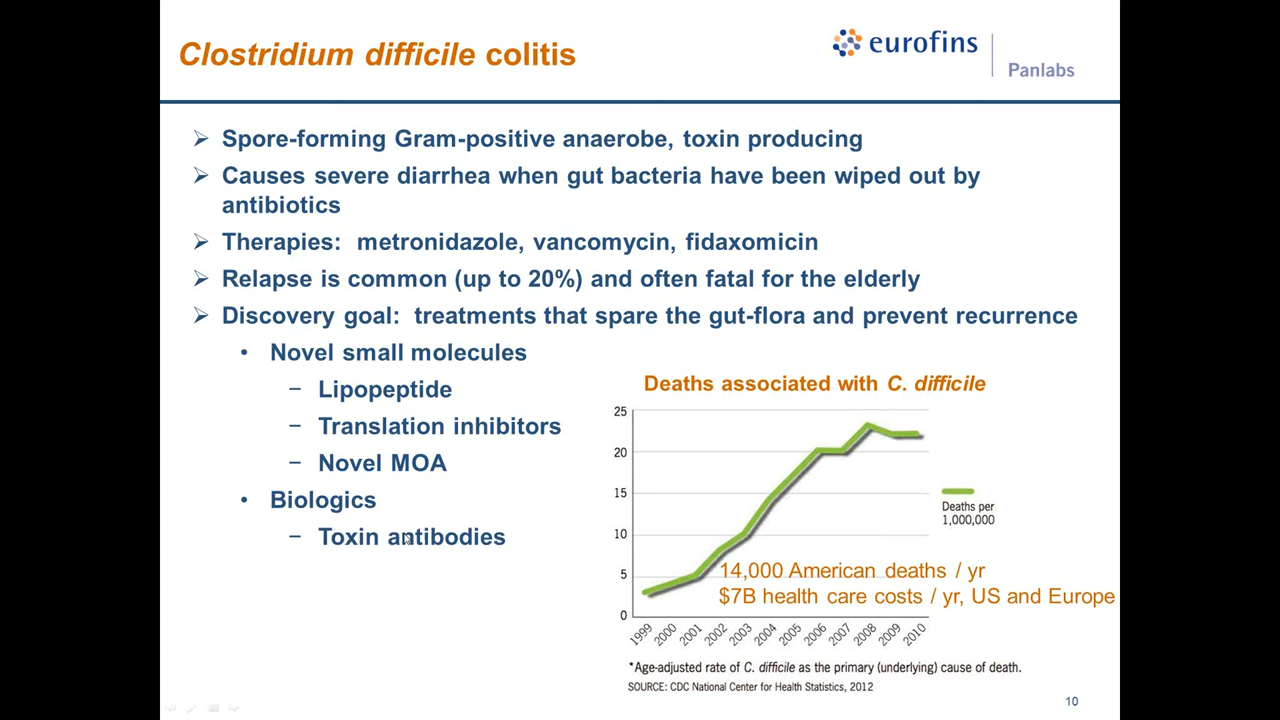 Clostridium difficile colitis
eurofins
Panlabs
Spore-forming Gram-positive anaerobe, toxin producing
Causes severe diarrhea when gut bacteria have been wiped out by
antibiotics
Therapies: metronidazole, vancomycin, fidaxomicin
Relapse is common (up to 20%) and often fatal for the elderly
Discovery goal: treatments that spare the gut-flora and prevent recurrence
• Novel small molecules
− Lipopeptide
− Translation inhibitors
− Novel MOA
• Biologics
− Toxin antibodies
Deaths associated with C. difficile
25
20
15
10
5
0
1999 2000 2001 2002 2003 2004 2005 2006 2007 2008 2009 2010
Deaths per
1,000,000
14,000 American deaths / yr
$7B health care costs / yr, US and Europe
*Age-adjusted rate of C. difficile as the primary (underlying) cause of death.
SOURCE: CDC National Center for Health Statistics, 2012
10